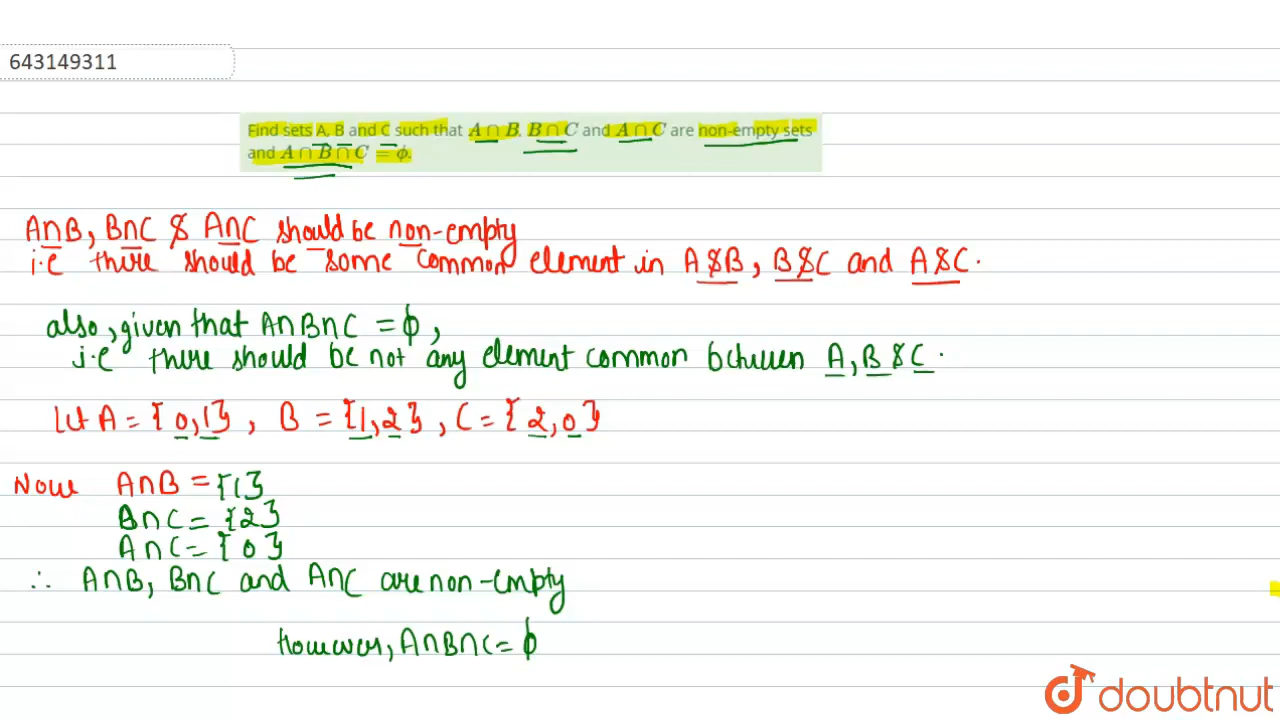 643149311
Find sets A, B and C such that A ∩ B, B ∩ C and A ∩ C are non-empty sets
and A ∩ B ∩ C = ϕ.
A∩B, B∩C & A∩C should be non-empty
i.e there should be some common element in A&B, B&C and A&C.
also, given that A∩B∩C = ϕ,
i.e there should be not any element common between A, B & C.
Let A = {0,1}, B = {1,2}, C = {2,0}
Now A∩B = {1}
B∩C = {2}
A∩C = {0}
∴ A∩B, B∩C and A∩C are non-empty
However, A∩B∩C = ϕ
doubtnut